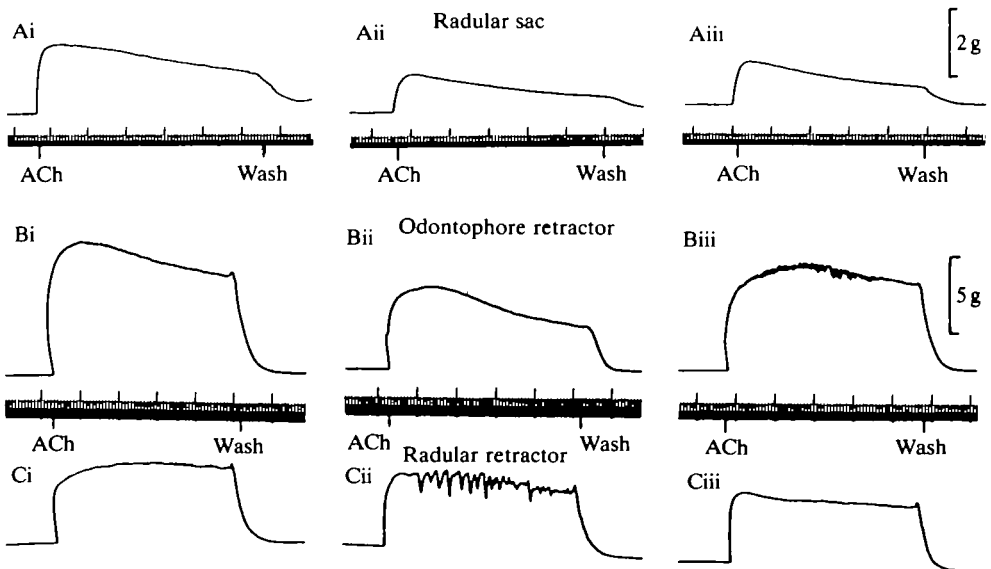 Radular sac
Ai
Aii
Aiii
2 g
ACh
Wash
ACh
Wash
ACh
Wash
Odontophore retractor
Bi
Bii
Biii
5 g
ACh
Wash
ACh
Wash
ACh
Wash
Radular retractor
Ci
Cii
Ciii